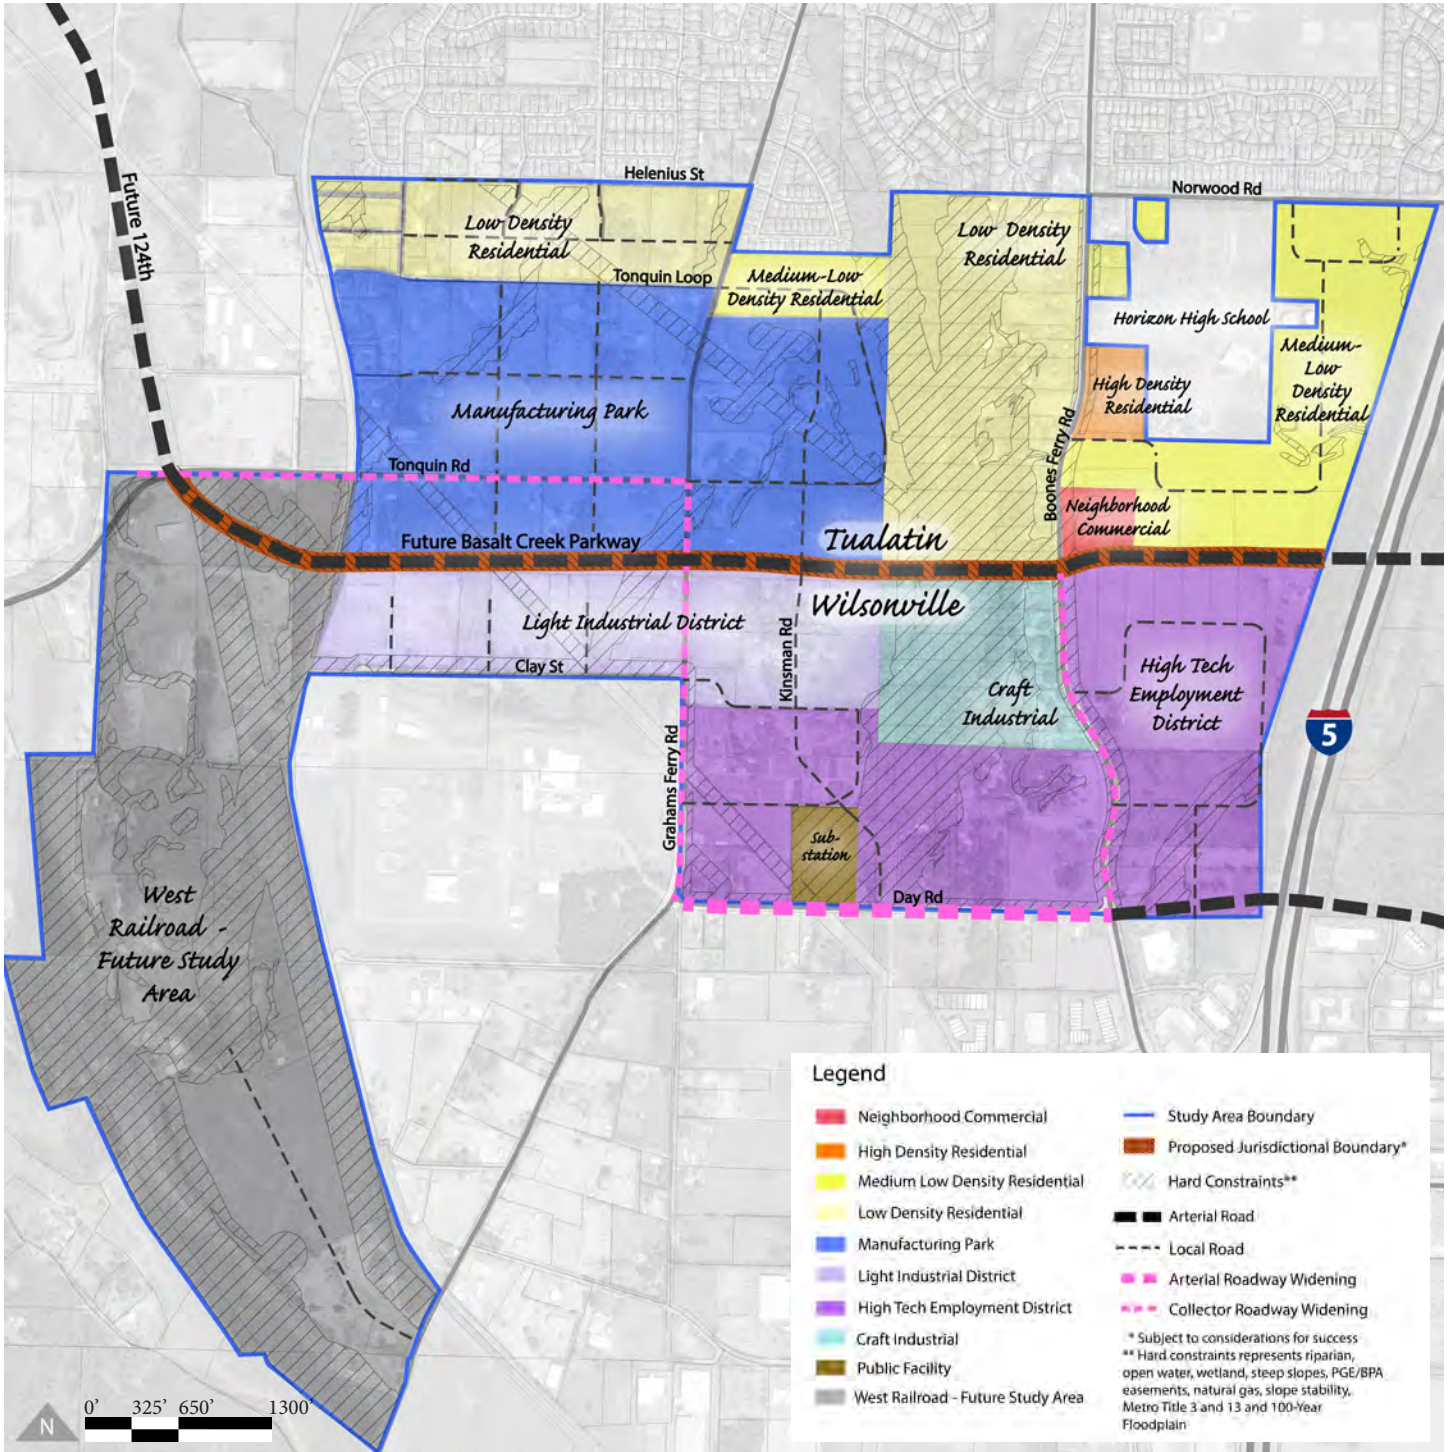 Helenius St
Norwood Rd
Future 124th
Low Density
Residential
Low Density
Residential
Tonquin Loop
Medium-Low
Density Residential
Horizon High School
Medium-
Low
Density
Residential
High Density
Residential
Manufacturing Park
Boones Ferry Rd
Tonquin Rd
Neighborhood
Commercial
Future Basalt Creek Parkway
Tualatin
Wilsonville
Light Industrial District
Kinsman Rd
Clay St
Craft
Industrial
High Tech
Employment
District
5
Grahams Ferry Rd
Sub-
station
Day Rd
West
Railroad -
Future Study
Area
Legend
Neighborhood Commercial
High Density Residential
Medium Low Density Residential
Low Density Residential
Manufacturing Park
Light Industrial District
High Tech Employment District
Craft Industrial
Public Facility
West Railroad - Future Study Area
Study Area Boundary
Proposed Jurisdictional Boundary*
Hard Constraints**
Arterial Road
Local Road
Arterial Roadway Widening
Collector Roadway Widening
* Subject to considerations for success
** Hard constraints represents riparian,
open water, wetland, steep slopes, PGE/BPA
easements, natural gas, slope stability,
Metro Title 3 and 13 and 100-Year
Floodplain
N
0' 325' 650' 1300'